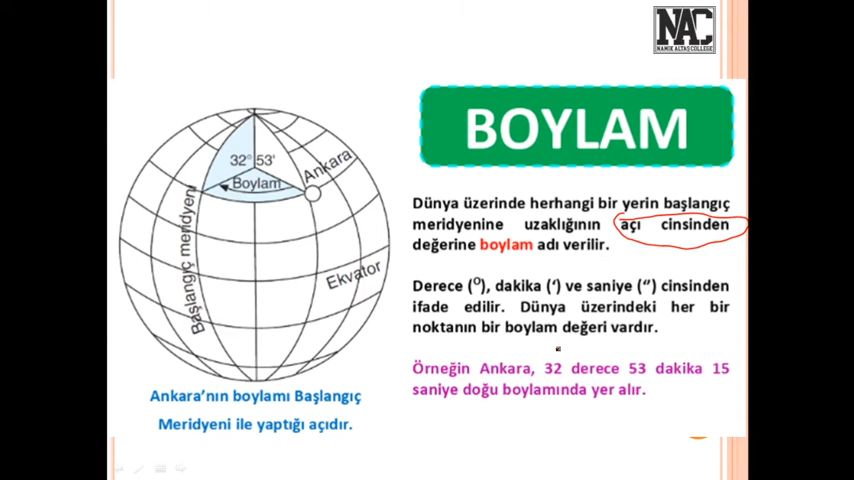 NAC
NAMIK ALTAŞ COLLEGE
BOYLAM
32° 53'
Ankara
Boylam
Başlangıç meridyeni
Ekvator
Dünya üzerinde herhangi bir yerin başlangıç
meridyenine uzaklığının açı cinsinden
değerine boylam adı verilir.
Derece (O), dakika (‘) ve saniye (‘’) cinsinden
ifade edilir. Dünya üzerindeki her bir
noktanın bir boylam değeri vardır.
Örneğin Ankara, 32 derece 53 dakika 15
saniye doğu boylamında yer alır.
Ankara’nın boylamı Başlangıç
Meridyeni ile yaptığı açıdır.